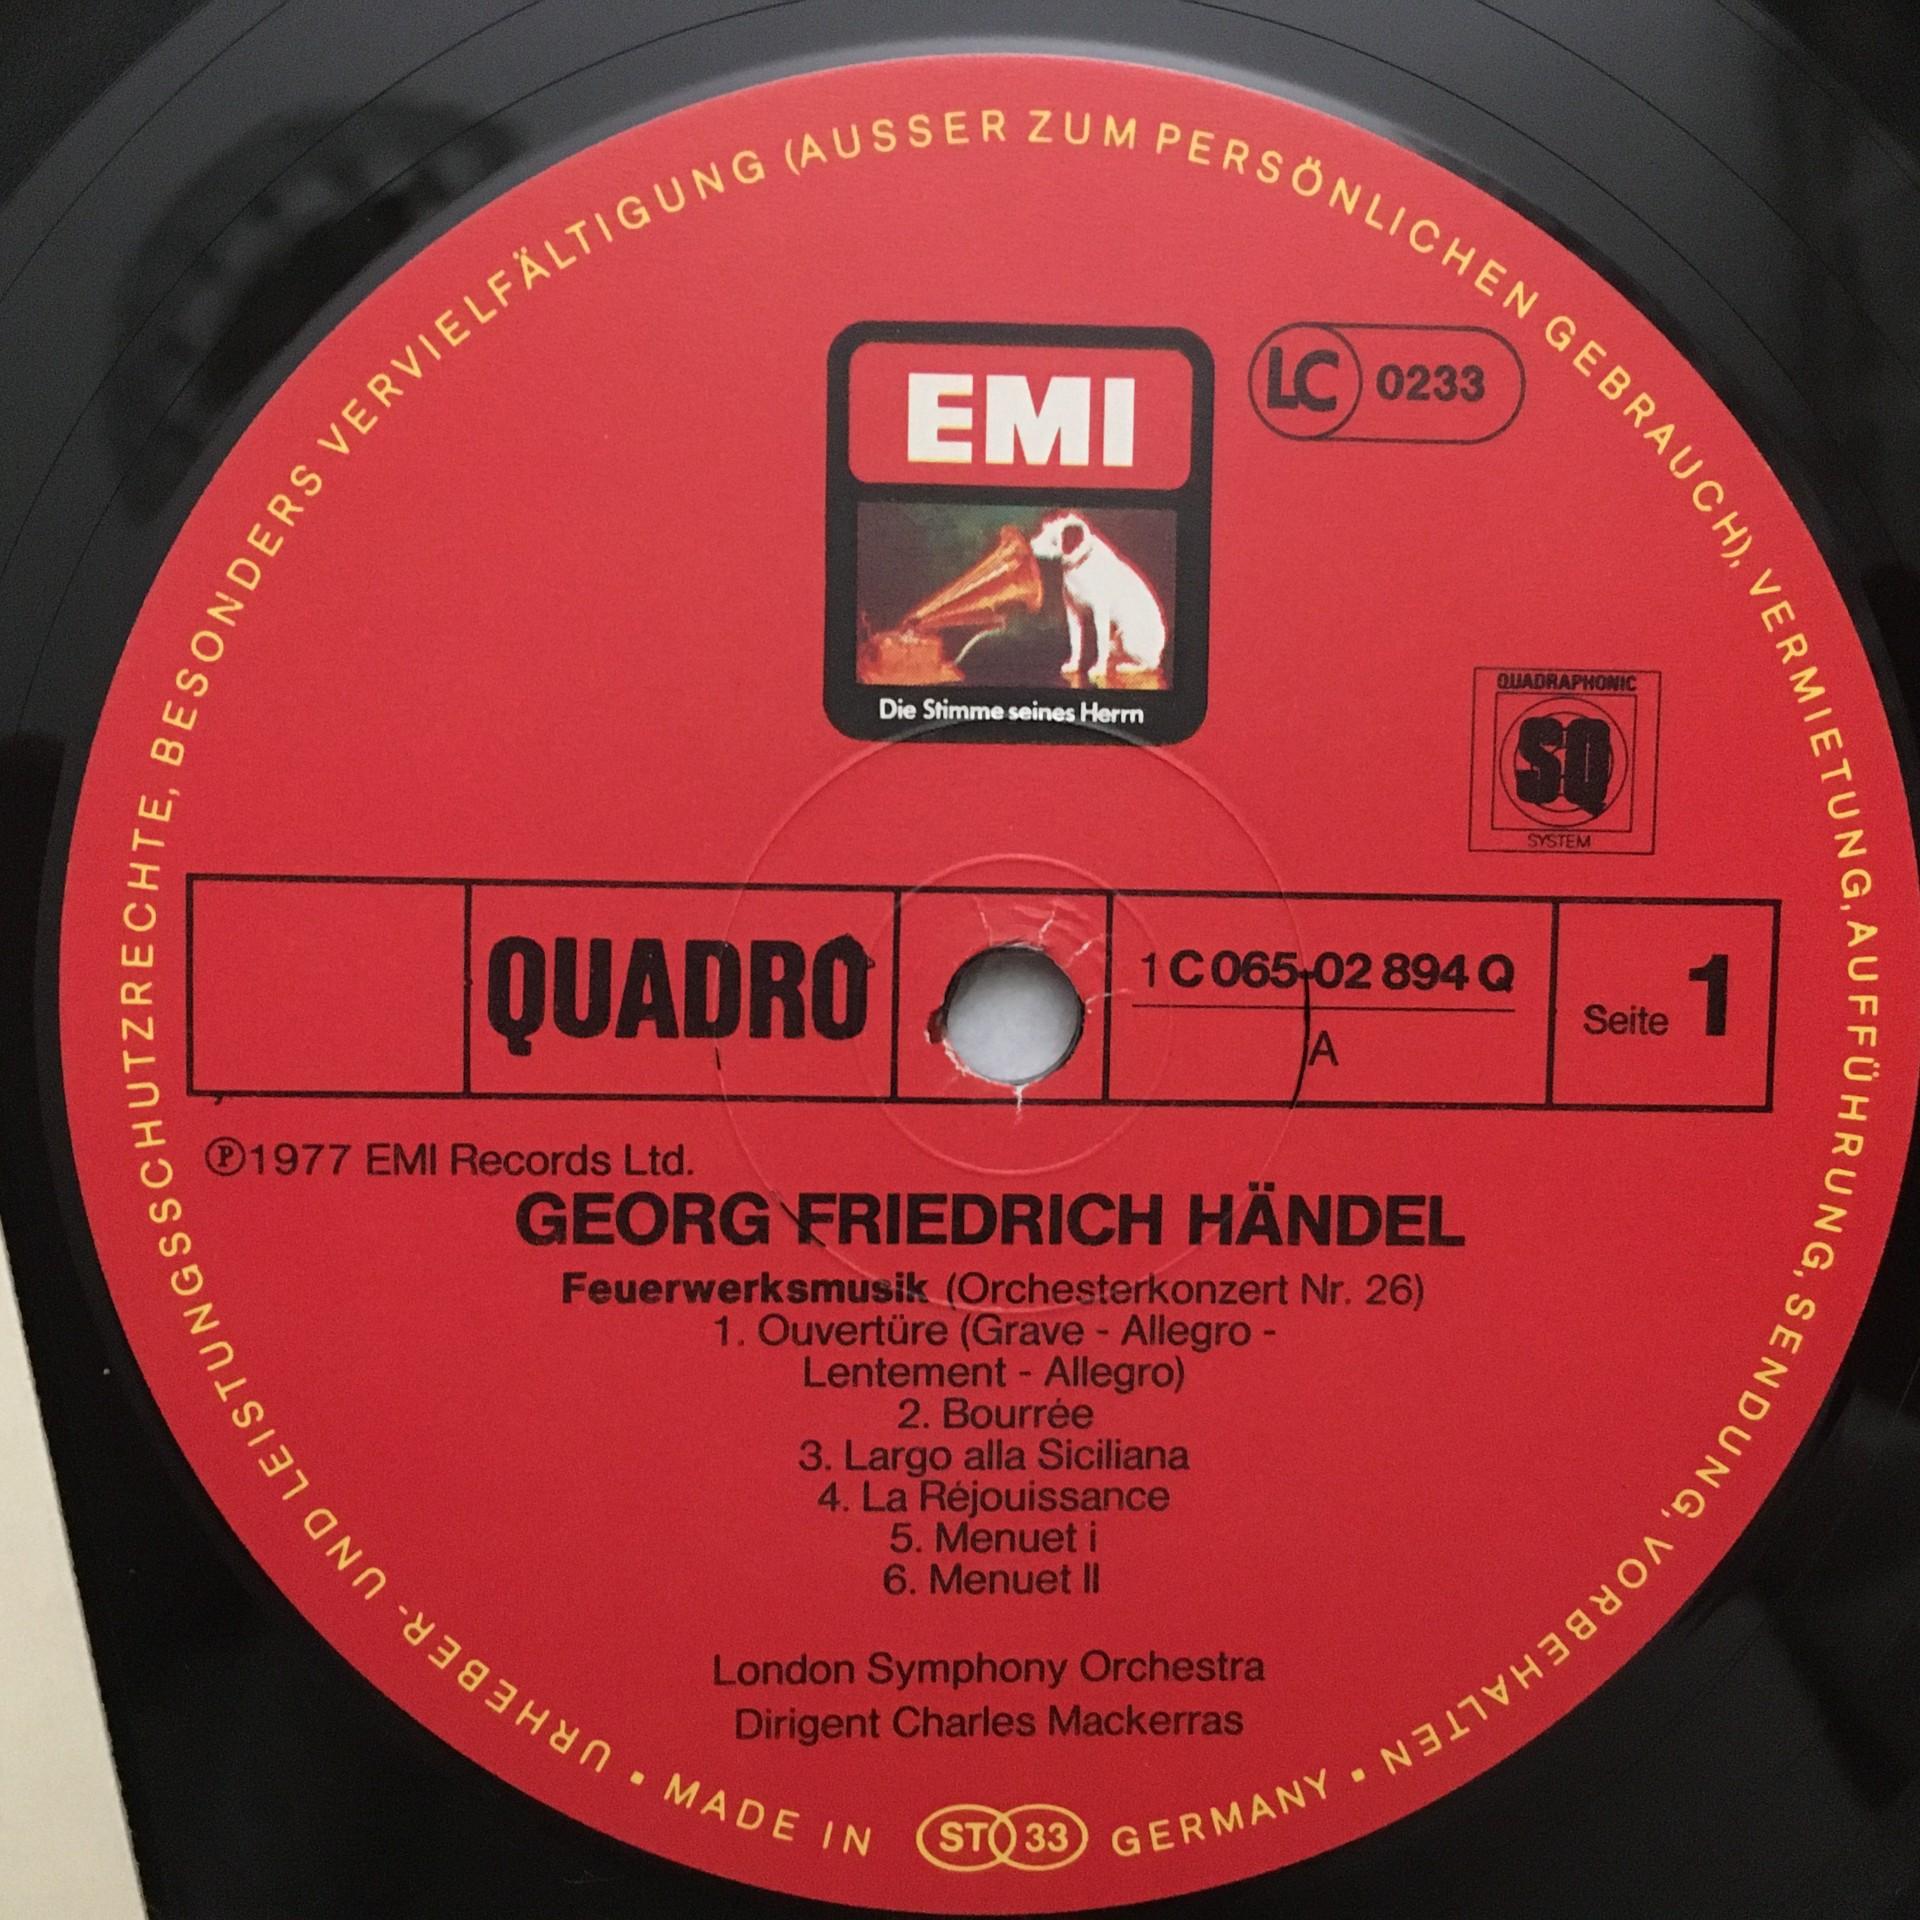 URHEBER- UND LEISTUNGSSCHUTZRECHTE, BESONDERS VERVIELFÄLTIGUNG (AUSSER ZUM PERSÖNLICHEN GEBRAUCH), VERMIETUNG, AUFFÜHRUNG, SENDUNG, VORBEHALTEN •
EMI
LC 0233
Die Stimme seines Herrn
QUADRAPHONIC
SQ
SYSTEM
QUADRO
1 C 065-02 894 Q
A
Seite 1
Ⓟ1977 EMI Records Ltd.
GEORG FRIEDRICH HÄNDEL
Feuerwerksmusik (Orchesterkonzert Nr. 26)
1. Ouvertüre (Grave - Allegro -
Lentement - Allegro)
2. Bourrée
3. Largo alla Siciliana
4. La Réjouissance
5. Menuet i
6. Menuet II
London Symphony Orchestra
Dirigent Charles Mackerras
• MADE IN ST 33 GERMANY